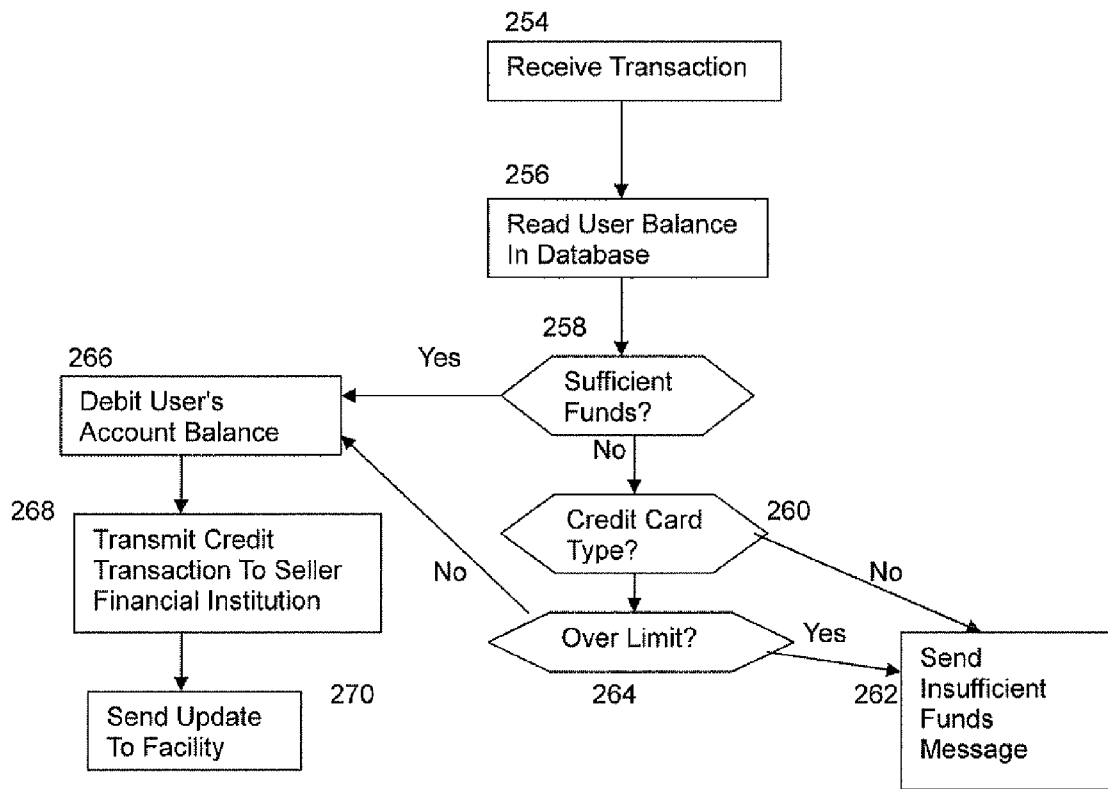 254
Receive Transaction
256
Read User Balance
In Database
258
Sufficient
Funds?
Yes
No
266
Debit User's
Account Balance
260
Credit Card
Type?
No
268
Transmit Credit
Transaction To Seller
Financial Institution
No
Over Limit?
Yes
264
262
Send
Insufficient
Funds
Message
270
Send Update
To Facility